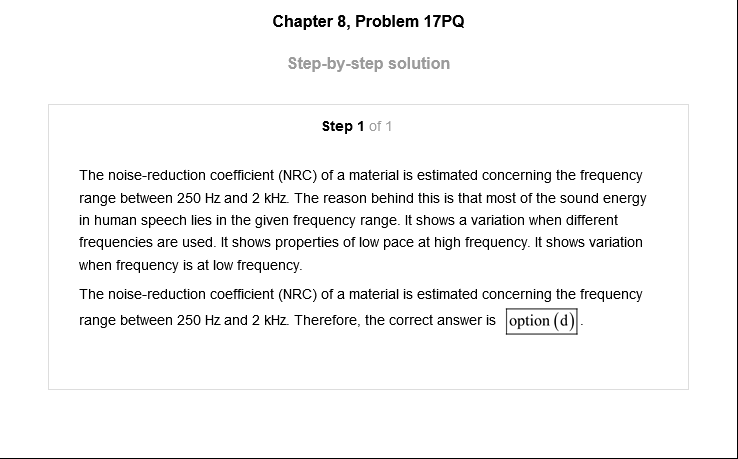 Chapter 8, Problem 17PQ
Step-by-step solution
Step 1 of 1
The noise-reduction coefficient (NRC) of a material is estimated concerning the frequency
range between 250 Hz and 2 kHz. The reason behind this is that most of the sound energy
in human speech lies in the given frequency range. It shows a variation when different
frequencies are used. It shows properties of low pace at high frequency. It shows variation
when frequency is at low frequency.
The noise-reduction coefficient (NRC) of a material is estimated concerning the frequency
range between 250 Hz and 2 kHz. Therefore, the correct answer is option (d).